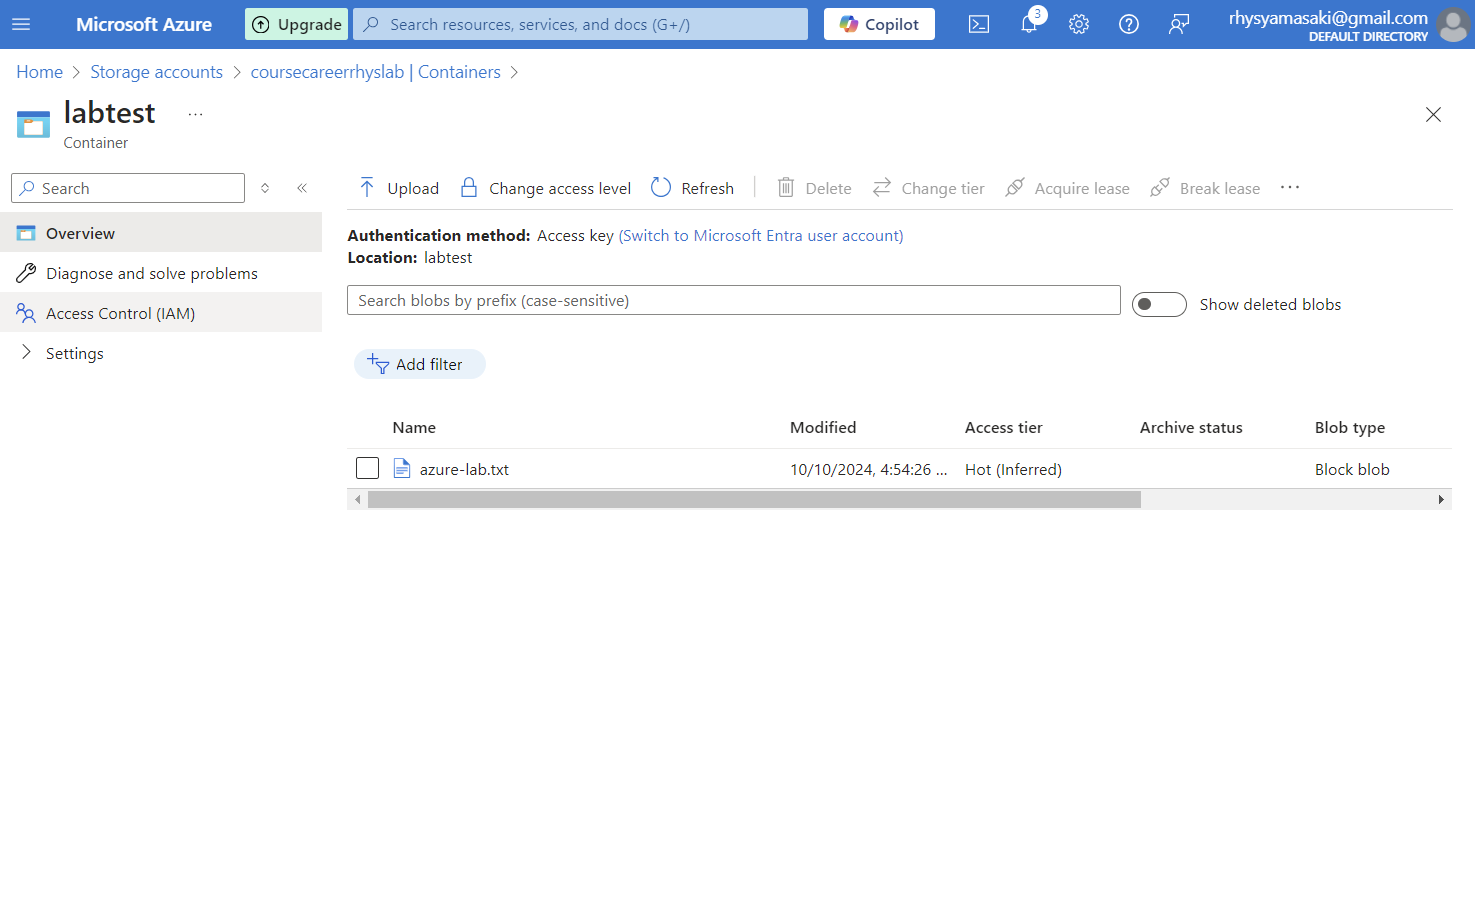 Microsoft Azure
Upgrade
Search resources, services, and docs (G+/)
Copilot
3
rhysyamasaki@gmail.com
DEFAULT DIRECTORY
Home > Storage accounts > coursecareerrhyslab | Containers >
labtest ...
Container
Search
Upload Change access level Refresh Delete Change tier Acquire lease Break lease ...
Overview
Diagnose and solve problems
Access Control (IAM)
Settings
Authentication method: Access key (Switch to Microsoft Entra user account)
Location: labtest
Search blobs by prefix (case-sensitive)
Show deleted blobs
Add filter
Name Modified Access tier Archive status Blob type
azure-lab.txt 10/10/2024, 4:54:26 ... Hot (Inferred) Block blob